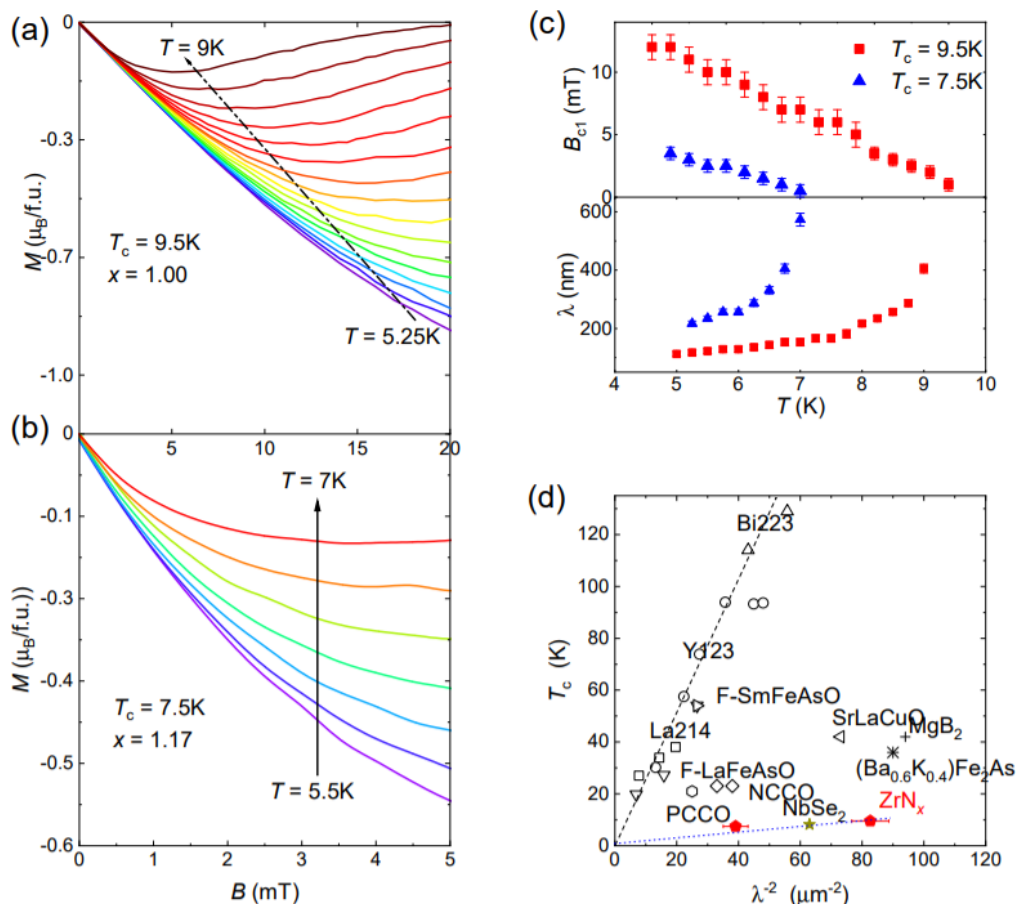 (a)
0
-0.3
-0.7
-1.0
M (μB/f.u.)
T = 9K
Tc = 9.5K
x = 1.00
T = 5.25K
5
10
15
20
(b)
0
-0.1
-0.2
-0.3
-0.4
-0.5
-0.6
M (μB/f.u.))
T = 7K
Tc = 7.5K
x = 1.17
T = 5.5K
0
1
2
3
4
5
B (mT)
(c)
10
5
0
Bc1 (mT)
Tc = 9.5K
Tc = 7.5K
600
400
200
λ (nm)
4
5
6
7
8
9
10
T (K)
(d)
120
100
80
60
40
20
0
Tc (K)
Bi223
Y123
F-SmFeAsO
SrLaCuO
La214
MgB2
(Ba0.6K0.4)Fe2As
F-LaFeAsO
NCCO
ZrNx
NbSe2
PCCO
0
20
40
60
80
100
120
λ-2 (μm-2)